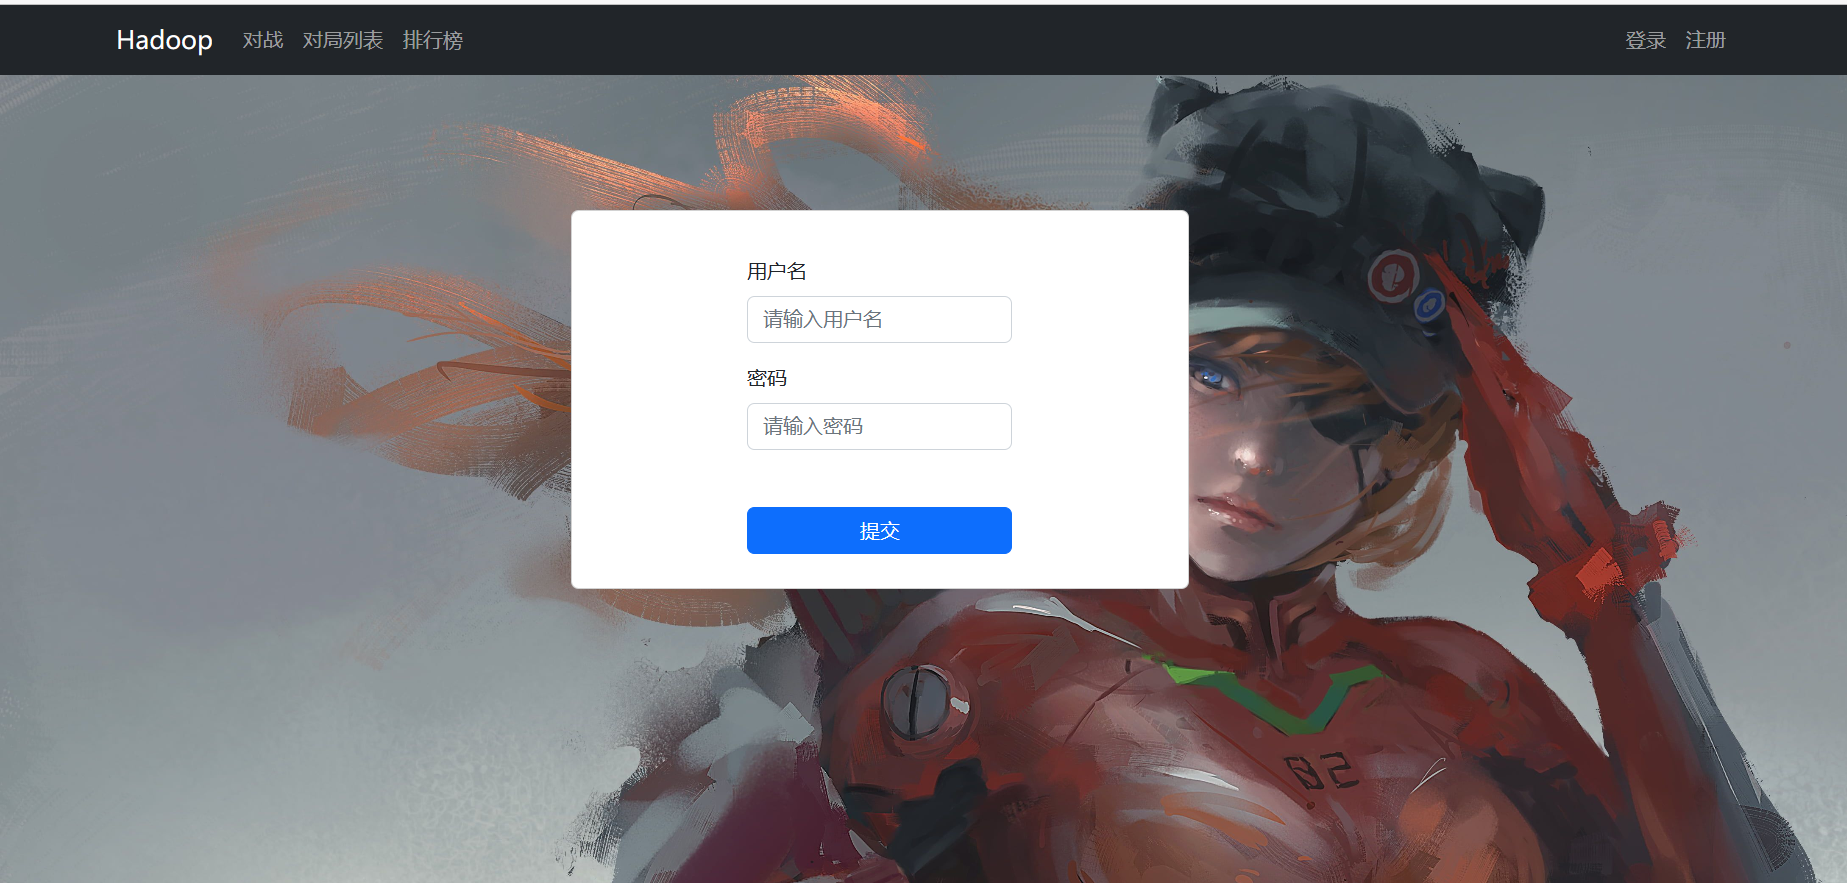 Hadoop 对战 对局列表 排行榜 登录 注册
用户名
请输入用户名
密码
请输入密码
提交
02